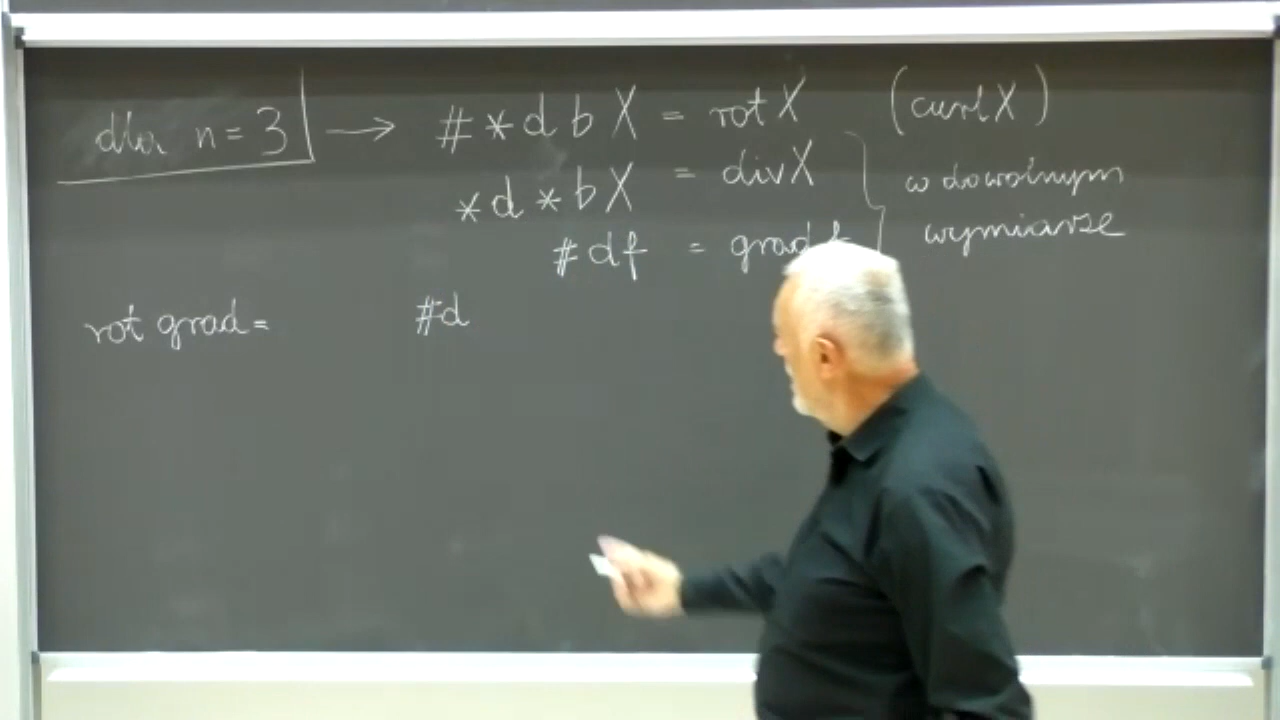 dla n=3 → #*d b X = rot X (curl X)
*d*b X = div X } w dowolnym
#df = grad f wymiarze
rot grad = #d